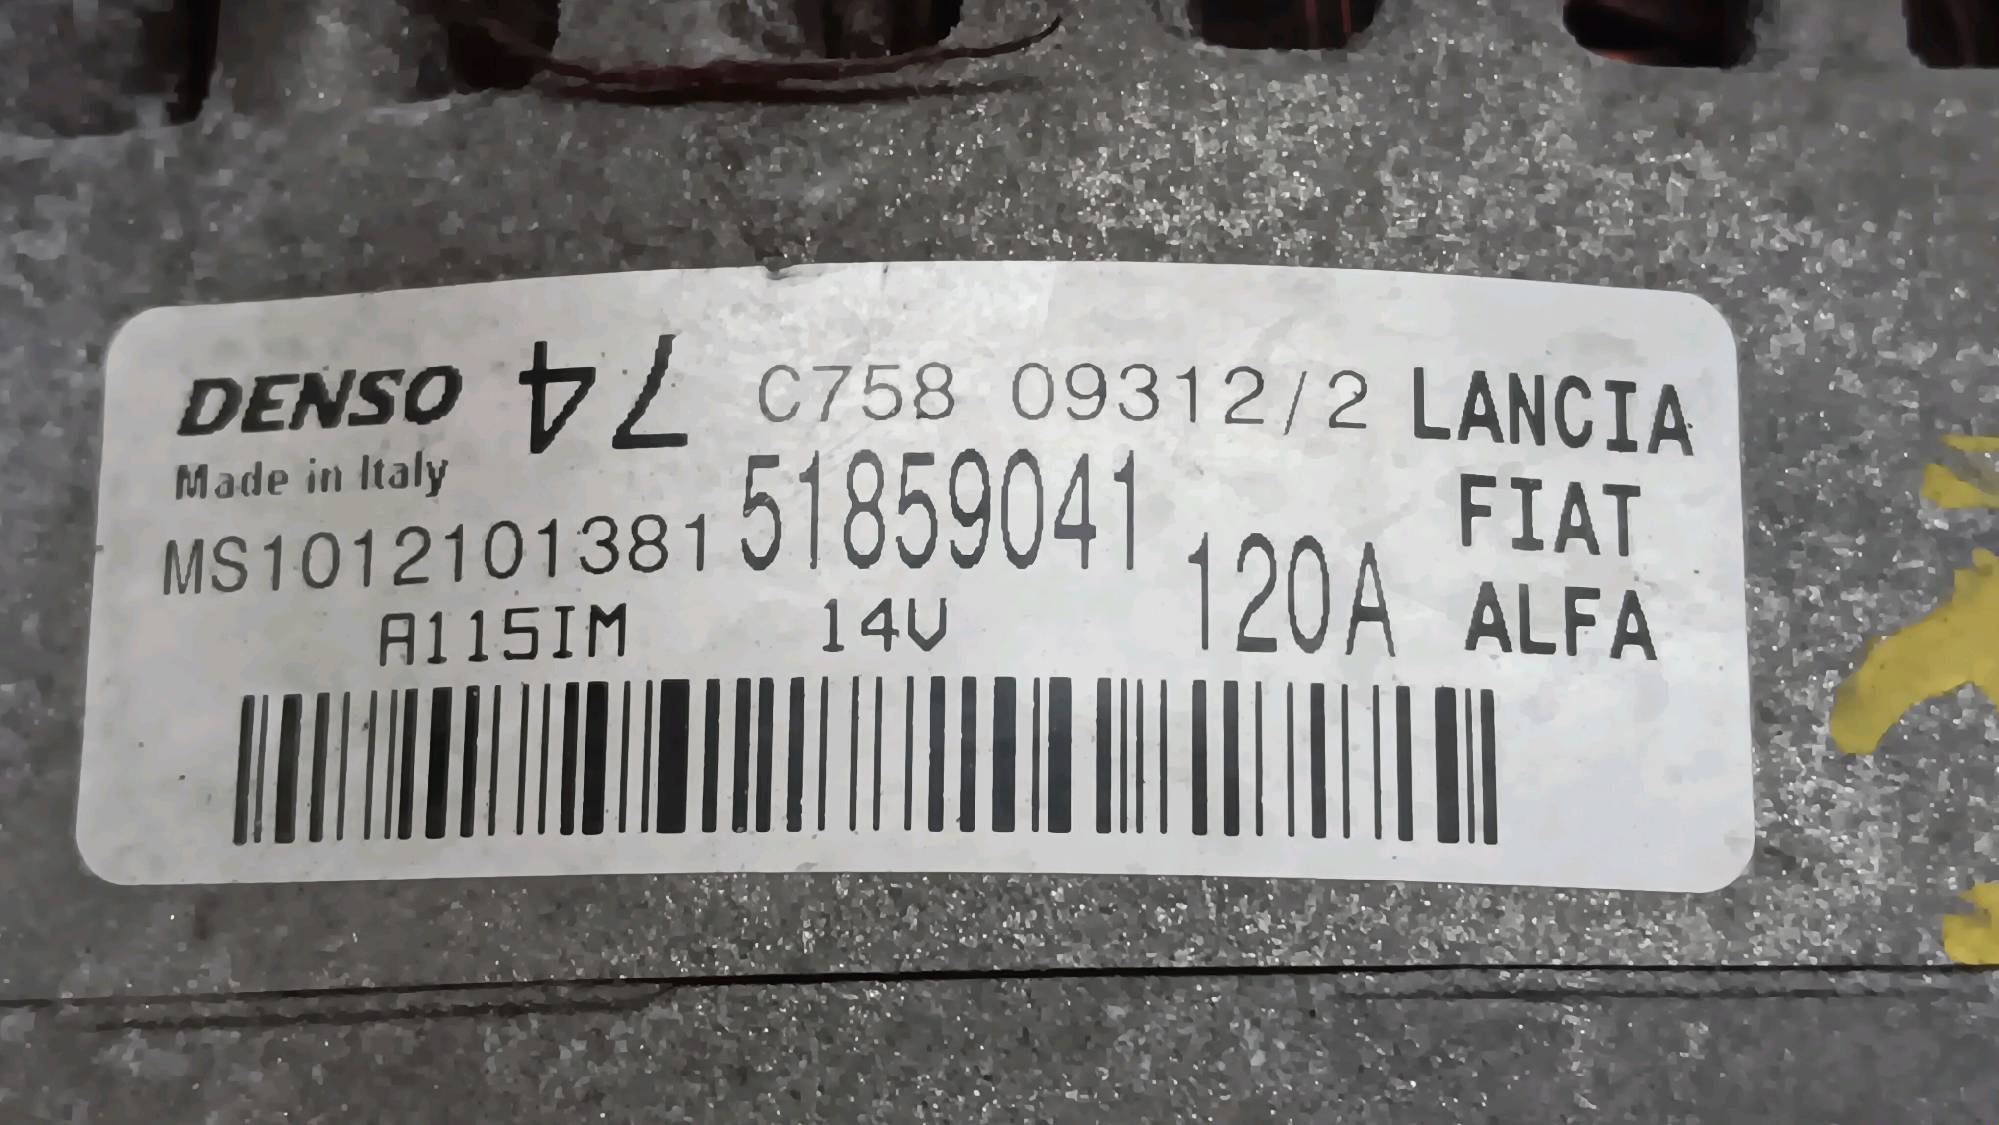 DENSO 74 C758 09312/2 LANCIA
Made in Italy 51859041 FIAT
MS1012101381 120A
A115IM 14V ALFA